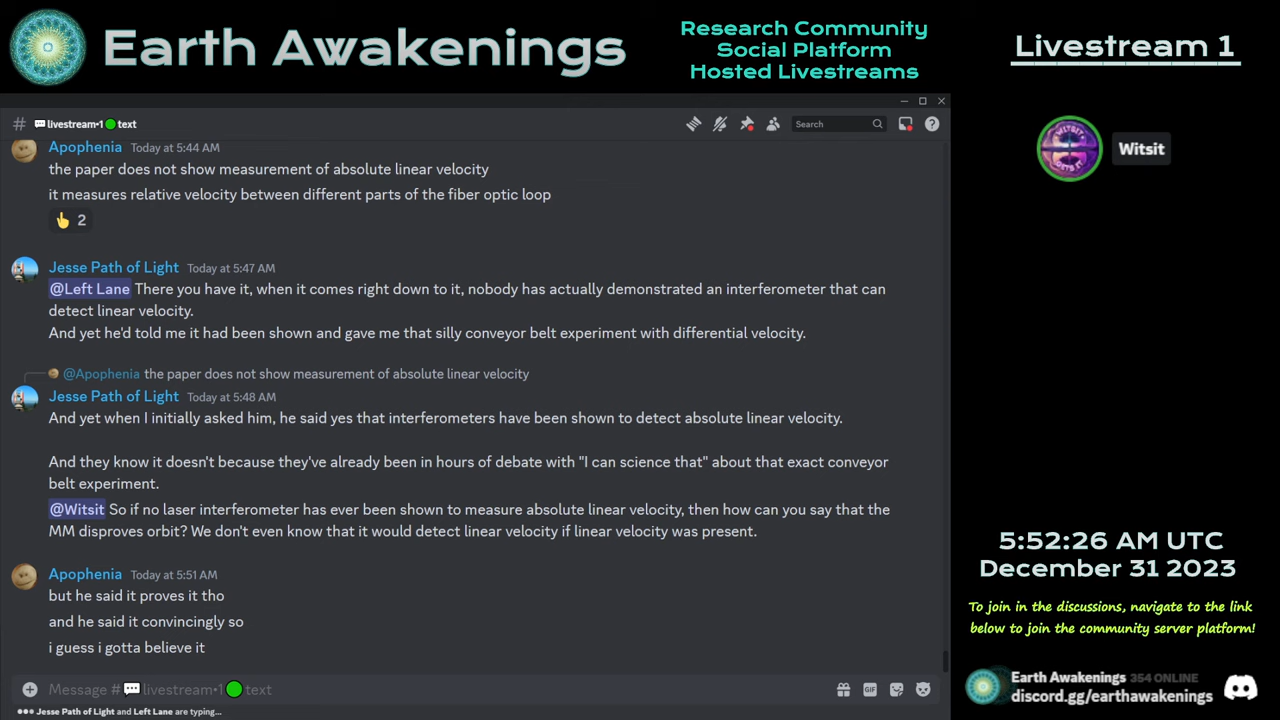 Earth Awakenings
Research Community
Social Platform
Hosted Livestreams
Livestream 1
# livestream•1 text
Search
Witsit
Apophenia Today at 5:44 AM
the paper does not show measurement of absolute linear velocity
it measures relative velocity between different parts of the fiber optic loop
2
Jesse Path of Light Today at 5:47 AM
@Left Lane There you have it, when it comes right down to it, nobody has actually demonstrated an interferometer that can
detect linear velocity.
And yet he'd told me it had been shown and gave me that silly conveyor belt experiment with differential velocity.
@Apophenia the paper does not show measurement of absolute linear velocity
Jesse Path of Light Today at 5:48 AM
And yet when I initially asked him, he said yes that interferometers have been shown to detect absolute linear velocity.
And they know it doesn't because they've already been in hours of debate with "I can science that" about that exact conveyor
belt experiment.
@Witsit So if no laser interferometer has ever been shown to measure absolute linear velocity, then how can you say that the
MM disproves orbit? We don't even know that it would detect linear velocity if linear velocity was present.
Apophenia Today at 5:51 AM
but he said it proves it tho
and he said it convincingly so
i guess i gotta believe it
Message # livestream•1 text
GIF
Jesse Path of Light and Left Lane are typing...
5:52:26 AM UTC
December 31 2023
To join in the discussions, navigate to the link
below to join the community server platform!
Earth Awakenings 354 ONLINE
discord.gg/earthawakenings